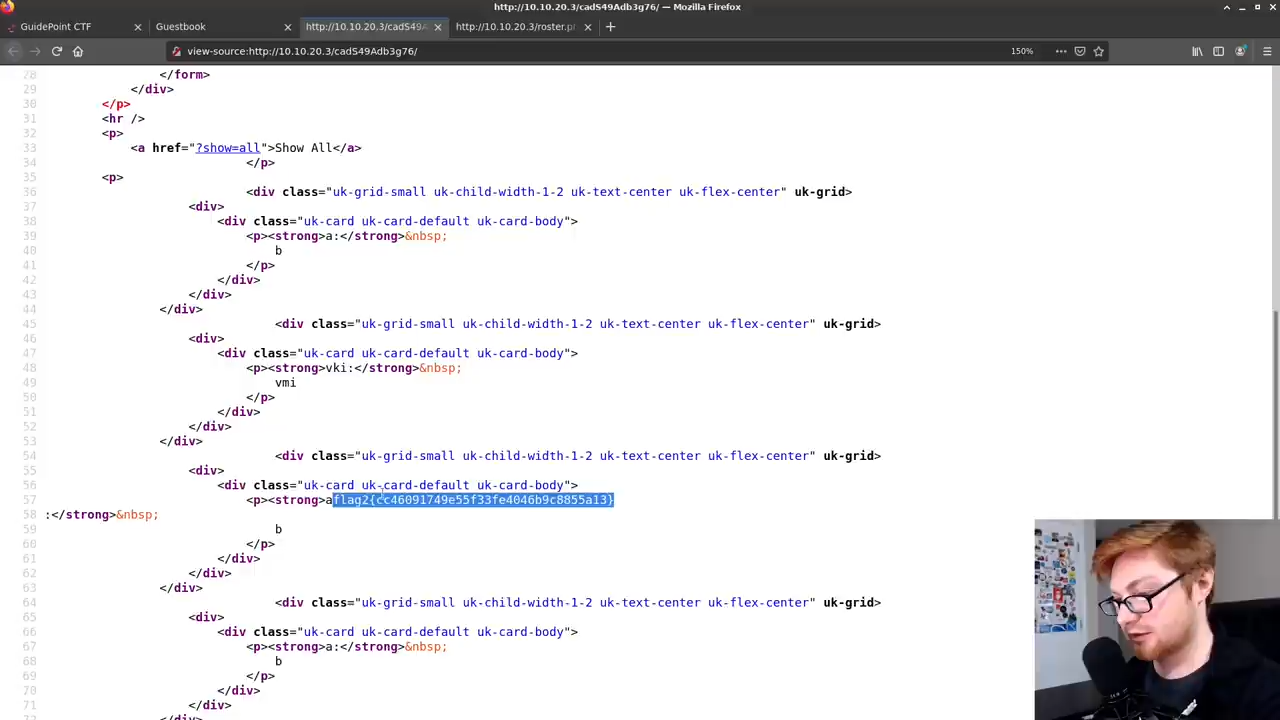 http://10.10.20.3/cadS49Adb3g76/ — Mozilla Firefox
GuidePoint CTF
Guestbook
http://10.10.20.3/cadS49A
http://10.10.20.3/roster.p
view-source:http://10.10.20.3/cadS49Adb3g76/
150%
28 </form>
29 </div>
30 </p>
31 <hr />
32 <p>
33 <a href="?show=all">Show All</a>
34 </p>
35 <p>
36 <div class="uk-grid-small uk-child-width-1-2 uk-text-center uk-flex-center" uk-grid>
37 <div>
38 <div class="uk-card uk-card-default uk-card-body">
39 <p><strong>a:</strong>&nbsp;
40 b
41 </p>
42 </div>
43 </div>
44 </div>
45 <div class="uk-grid-small uk-child-width-1-2 uk-text-center uk-flex-center" uk-grid>
46 <div>
47 <div class="uk-card uk-card-default uk-card-body">
48 <p><strong>vki:</strong>&nbsp;
49 vmi
50 </p>
51 </div>
52 </div>
53 </div>
54 <div class="uk-grid-small uk-child-width-1-2 uk-text-center uk-flex-center" uk-grid>
55 <div>
56 <div class="uk-card uk-card-default uk-card-body">
57 <p><strong>aflag2{cc46091749e55f33fe4046b9c8855a13}
58 :</strong>&nbsp;
59 b
60 </p>
61 </div>
62 </div>
63 </div>
64 <div class="uk-grid-small uk-child-width-1-2 uk-text-center uk-flex-center" uk-grid>
65 <div>
66 <div class="uk-card uk-card-default uk-card-body">
67 <p><strong>a:</strong>&nbsp;
68 b
69 </p>
70 </div>
71 </div>
72 </div>